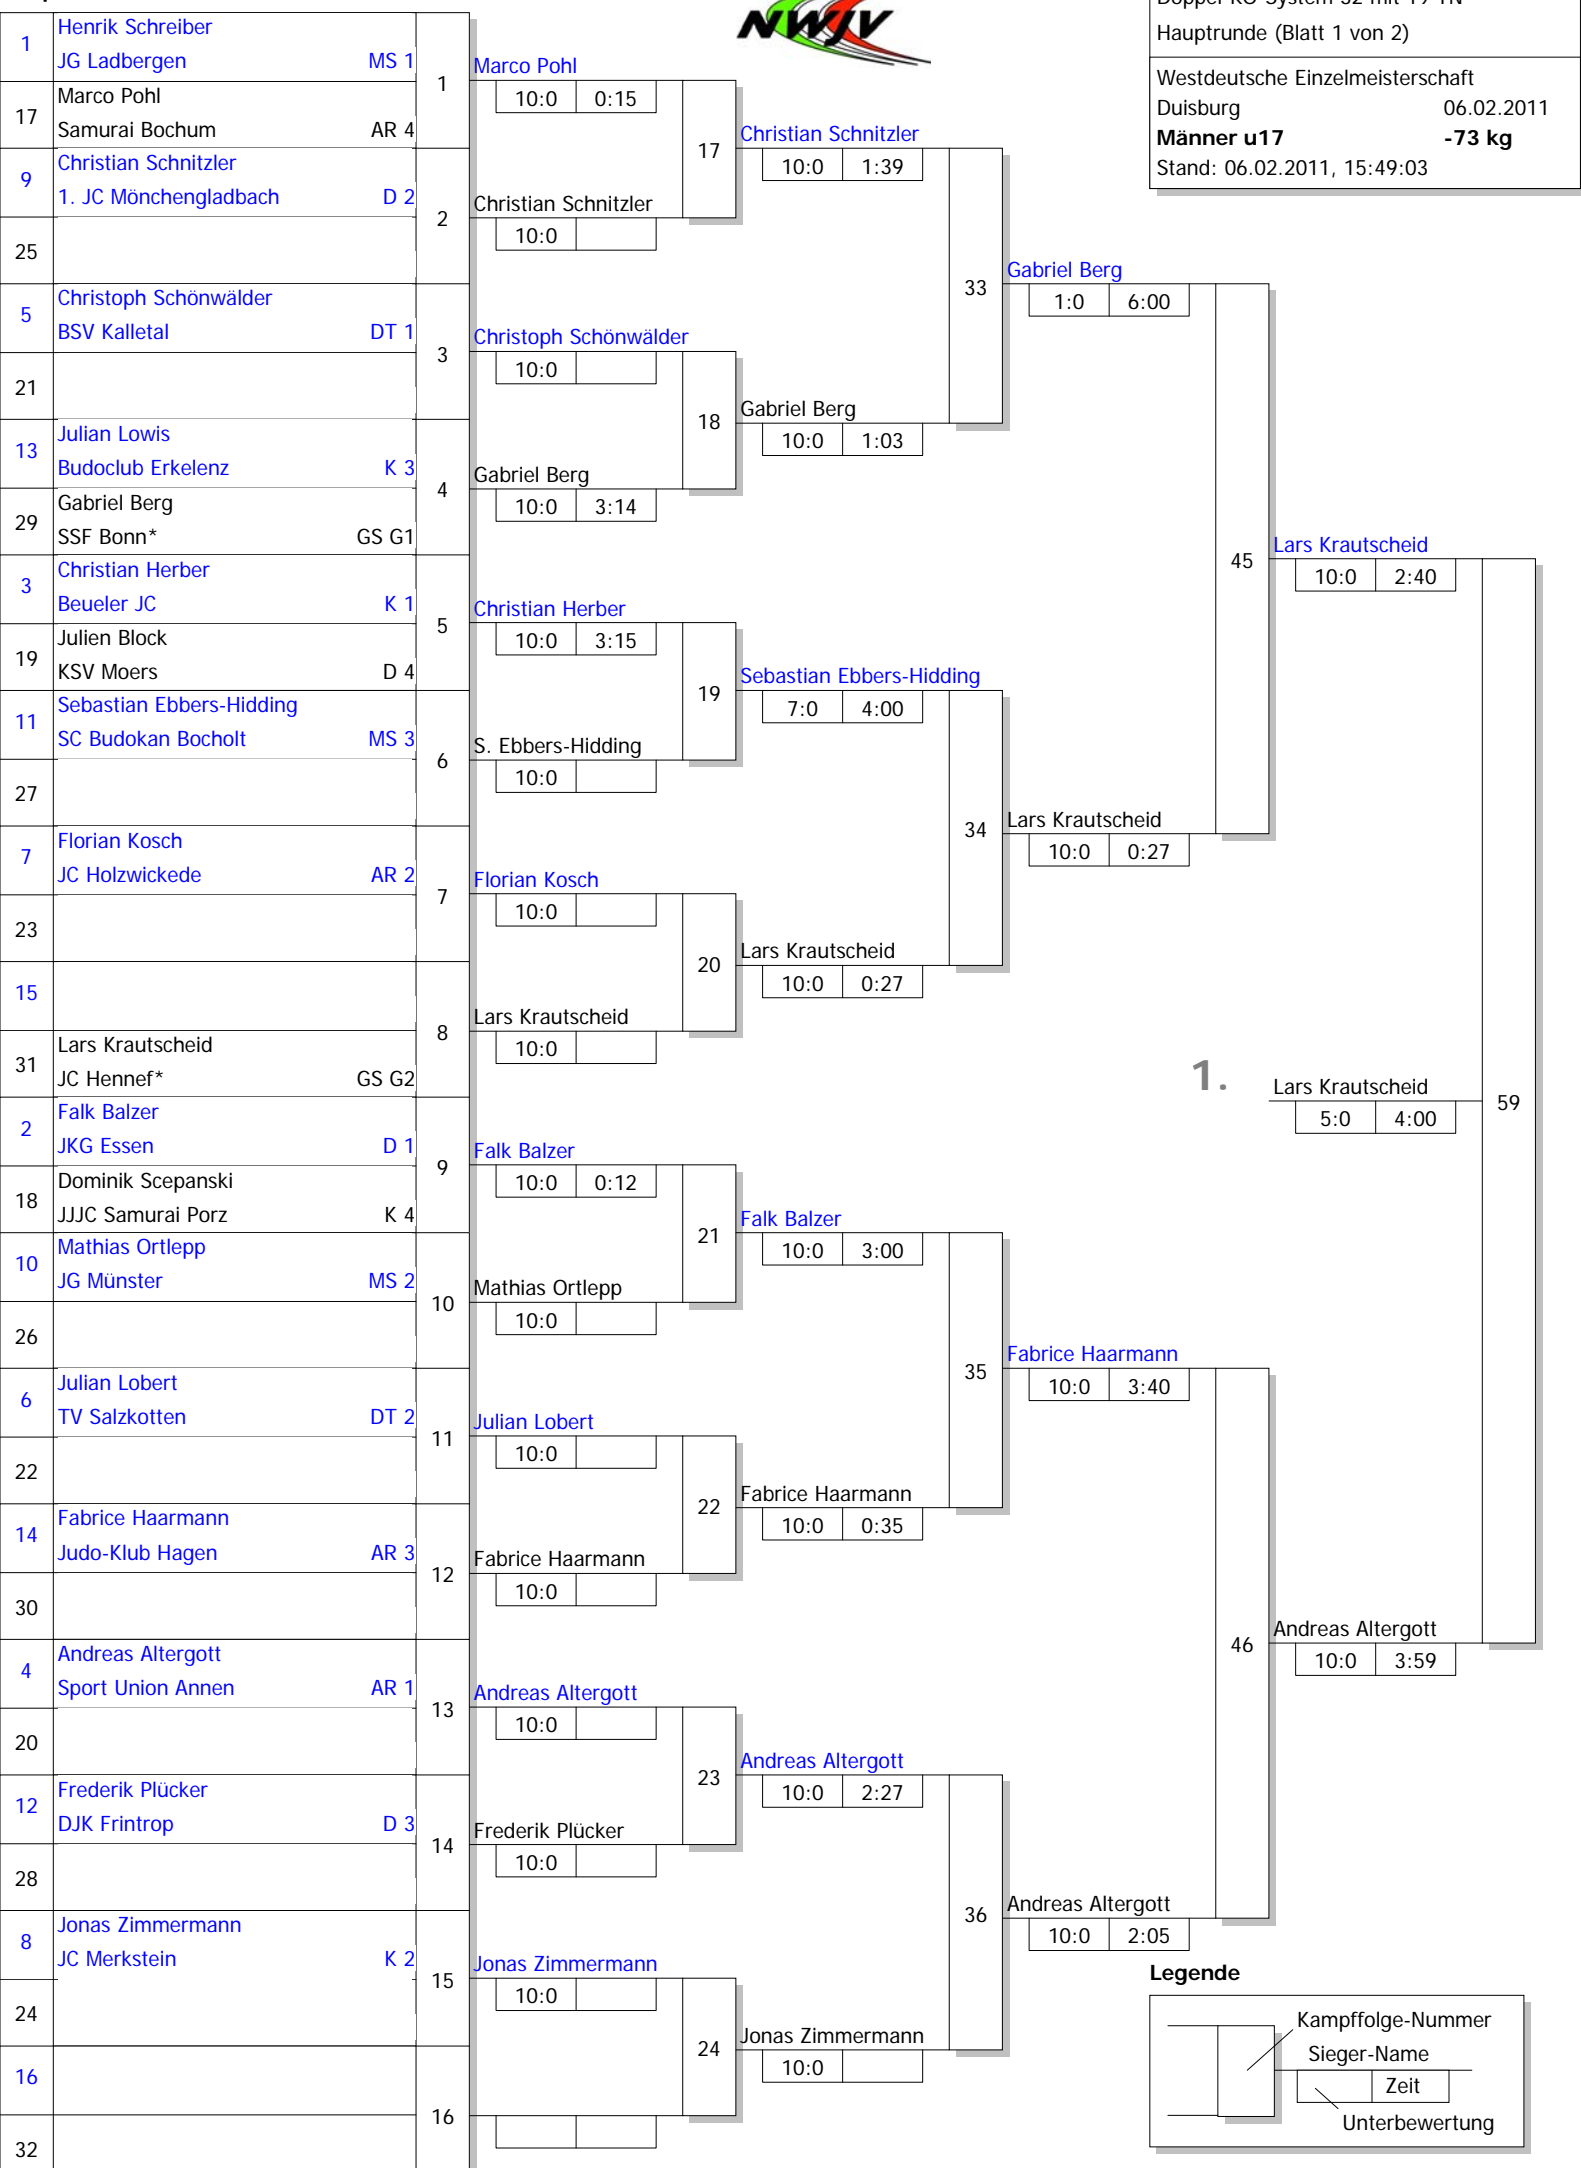 NWJV
Doppel-KO-System 32 mit 19 TN
Hauptrunde (Blatt 1 von 2)
Westdeutsche Einzelmeisterschaft
Duisburg 06.02.2011
Männer u17 -73 kg
Stand: 06.02.2011, 15:49:03
1 Henrik Schreiber
JG Ladbergen MS 1
17 Marco Pohl
Samurai Bochum AR 4
9 Christian Schnitzler
1. JC Mönchengladbach D 2
25
5 Christoph Schönwälder
BSV Kalletal DT 1
21
13 Julian Lowis
Budoclub Erkelenz K 3
29 Gabriel Berg
SSF Bonn* GS G1
3 Christian Herber
Beueler JC K 1
19 Julien Block
KSV Moers D 4
11 Sebastian Ebbers-Hidding
SC Budokan Bocholt MS 3
27
7 Florian Kosch
JC Holzwickede AR 2
23
15
31 Lars Krautscheid
JC Hennef* GS G2
2 Falk Balzer
JKG Essen D 1
18 Dominik Scepanski
JJJC Samurai Porz K 4
10 Mathias Ortlepp
JG Münster MS 2
26
6 Julian Lobert
TV Salzkotten DT 2
22
14 Fabrice Haarmann
Judo-Klub Hagen AR 3
30
4 Andreas Altergott
Sport Union Annen AR 1
20
12 Frederik Plücker
DJK Frintrop D 3
28
8 Jonas Zimmermann
JC Merkstein K 2
24
16
32
1 Marco Pohl
10:0 0:15
2 Christian Schnitzler
10:0
3 Christoph Schönwälder
10:0
4 Gabriel Berg
10:0 3:14
5 Christian Herber
10:0 3:15
6 S. Ebbers-Hidding
10:0
7 Florian Kosch
10:0
8 Lars Krautscheid
10:0
9 Falk Balzer
10:0 0:12
10 Mathias Ortlepp
10:0
11 Julian Lobert
10:0
12 Fabrice Haarmann
10:0
13 Andreas Altergott
10:0
14 Frederik Plücker
10:0
15 Jonas Zimmermann
10:0
16
17 Christian Schnitzler
10:0 1:39
18 Gabriel Berg
10:0 1:03
19 Sebastian Ebbers-Hidding
7:0 4:00
20 Lars Krautscheid
10:0 0:27
21 Falk Balzer
10:0 3:00
22 Fabrice Haarmann
10:0 0:35
23 Andreas Altergott
10:0 2:27
24 Jonas Zimmermann
10:0
33 Gabriel Berg
1:0 6:00
34 Lars Krautscheid
10:0 0:27
35 Fabrice Haarmann
10:0 3:40
36 Andreas Altergott
10:0 2:05
45 Lars Krautscheid
10:0 2:40
46 Andreas Altergott
10:0 3:59
1. Lars Krautscheid 59
5:0 4:00
Legende
Kampffolge-Nummer
Sieger-Name
Zeit
Unterbewertung